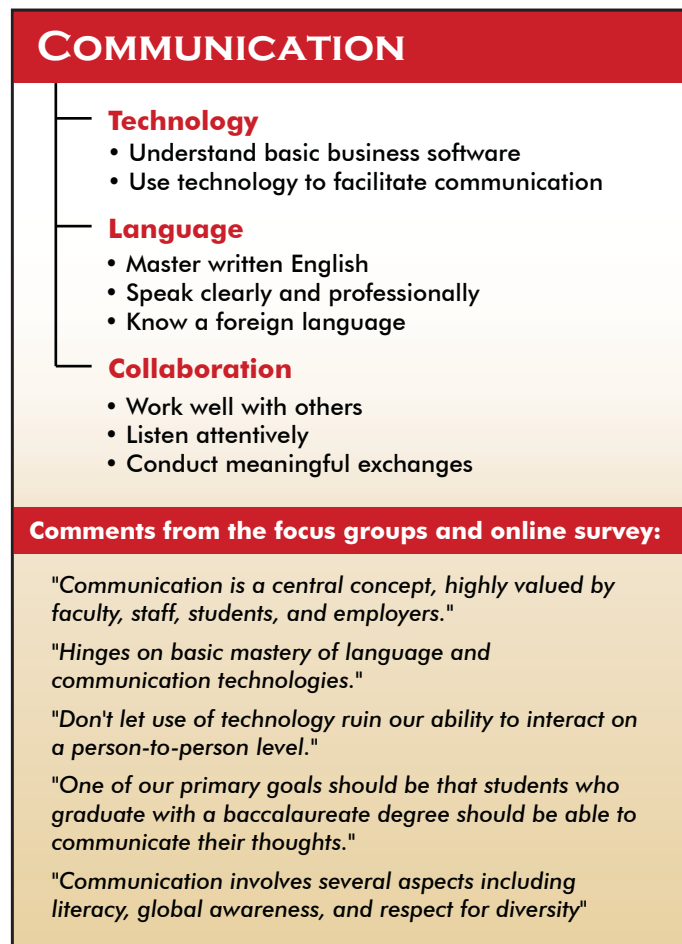 COMMUNICATION
Technology
• Understand basic business software
• Use technology to facilitate communication
Language
• Master written English
• Speak clearly and professionally
• Know a foreign language
Collaboration
• Work well with others
• Listen attentively
• Conduct meaningful exchanges
Comments from the focus groups and online survey:
"Communication is a central concept, highly valued by
faculty, staff, students, and employers."
"Hinges on basic mastery of language and
communication technologies."
"Don't let use of technology ruin our ability to interact on
a person-to-person level."
"One of our primary goals should be that students who
graduate with a baccalaureate degree should be able to
communicate their thoughts."
"Communication involves several aspects including
literacy, global awareness, and respect for diversity"